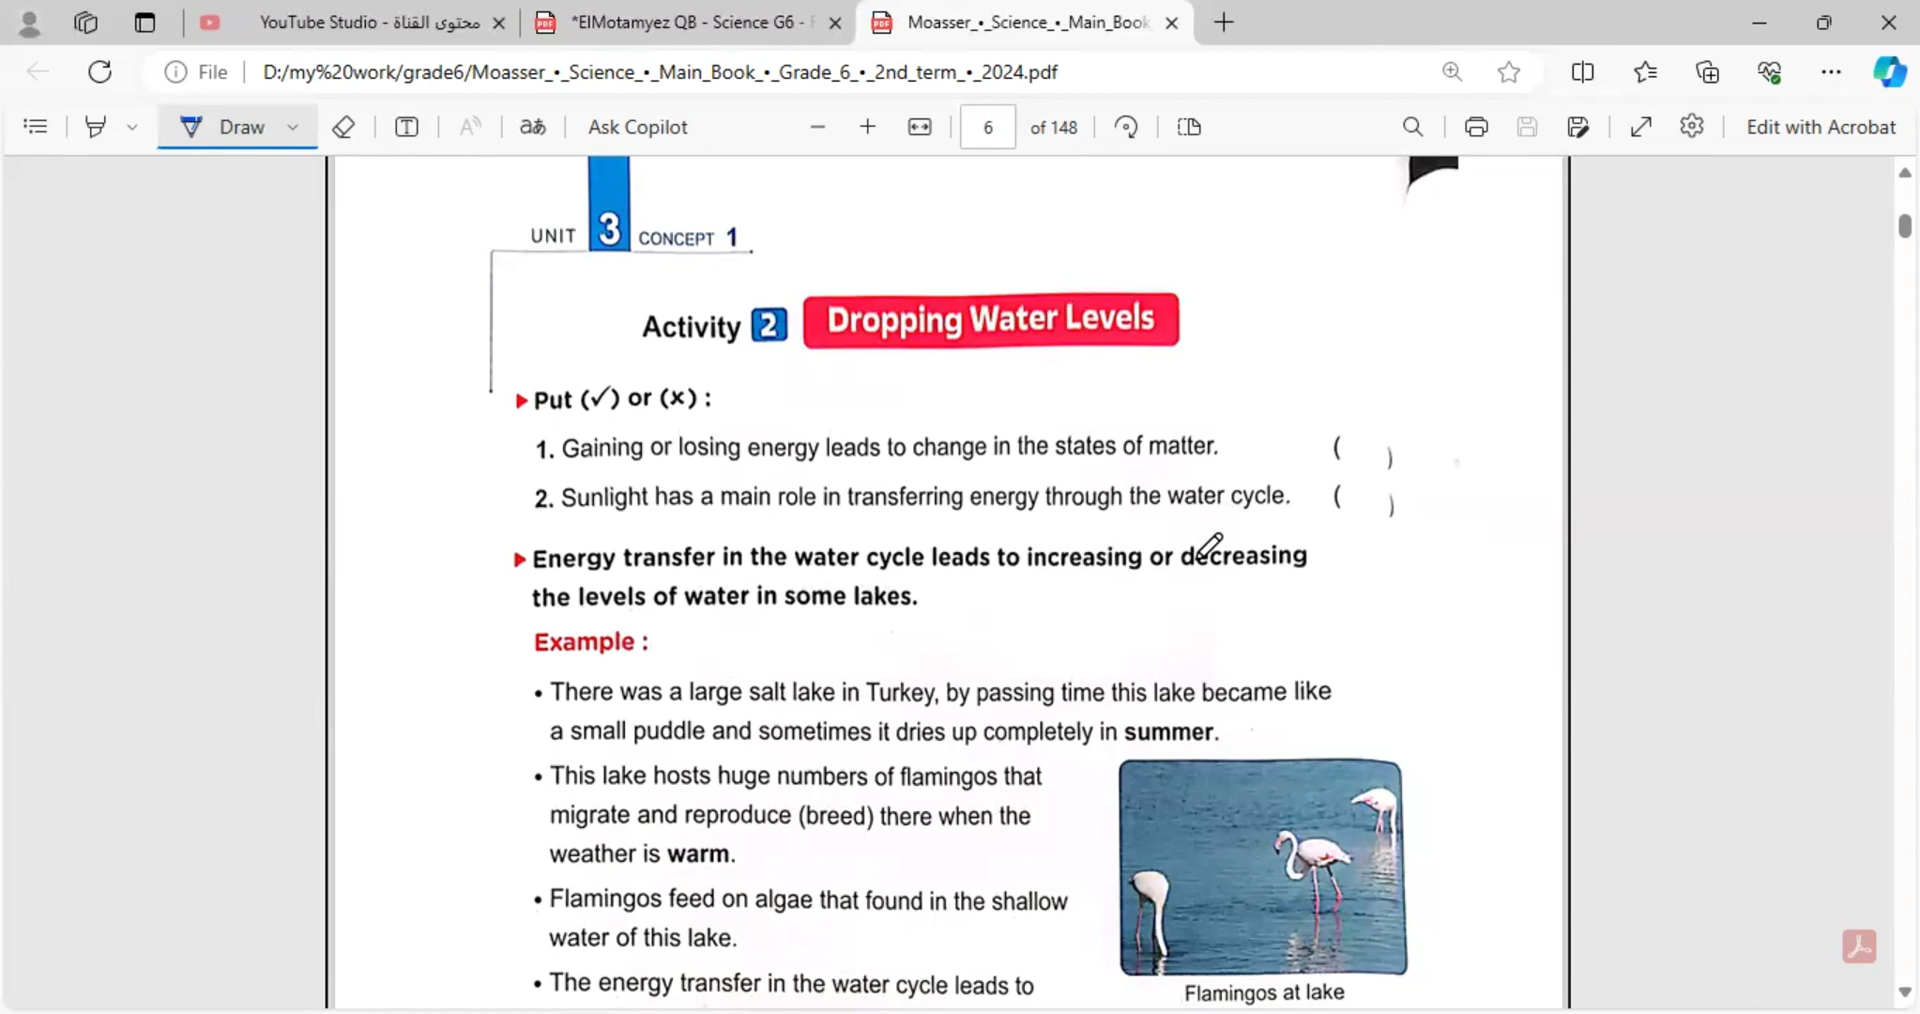 YouTube Studio - محتوى القناة
*ElMotamyez QB - Science G6 -
Moasser_•_Science_•_Main_Book
File
D:/my%20work/grade6/Moasser_•_Science_•_Main_Book_•_Grade_6_•_2nd_term_•_2024.pdf
Draw
aあ
Ask Copilot
6
of 148
Edit with Acrobat
UNIT 3 CONCEPT 1
Activity 2 Dropping Water Levels
Put (✓) or (x) :
1. Gaining or losing energy leads to change in the states of matter. ( )
2. Sunlight has a main role in transferring energy through the water cycle. ( )
Energy transfer in the water cycle leads to increasing or decreasing
the levels of water in some lakes.
Example :
• There was a large salt lake in Turkey, by passing time this lake became like
a small puddle and sometimes it dries up completely in summer.
• This lake hosts huge numbers of flamingos that
migrate and reproduce (breed) there when the
weather is warm.
• Flamingos feed on algae that found in the shallow
water of this lake.
• The energy transfer in the water cycle leads to
Flamingos at lake